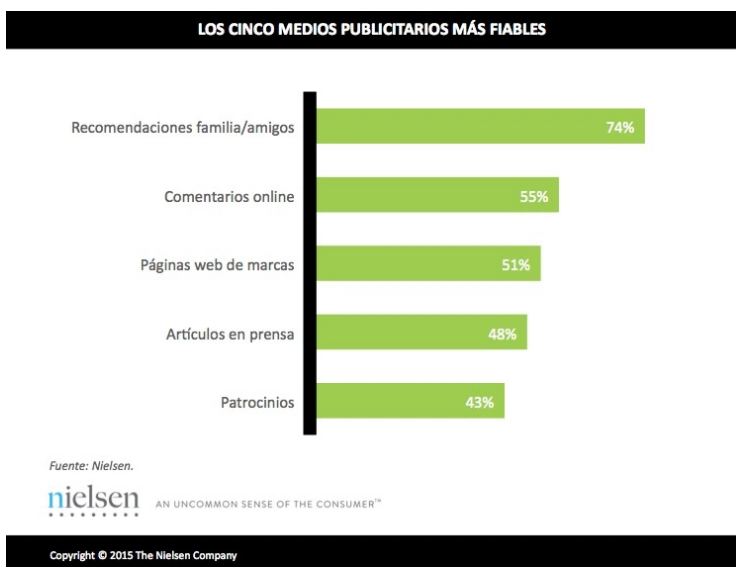 LOS CINCO MEDIOS PUBLICITARIOS MÁS FIABLES
Recomendaciones familia/amigos 74%
Comentarios online 55%
Páginas web de marcas 51%
Artículos en prensa 48%
Patrocinios 43%
Fuente: Nielsen.
nielsen AN UNCOMMON SENSE OF THE CONSUMER™
Copyright © 2015 The Nielsen Company